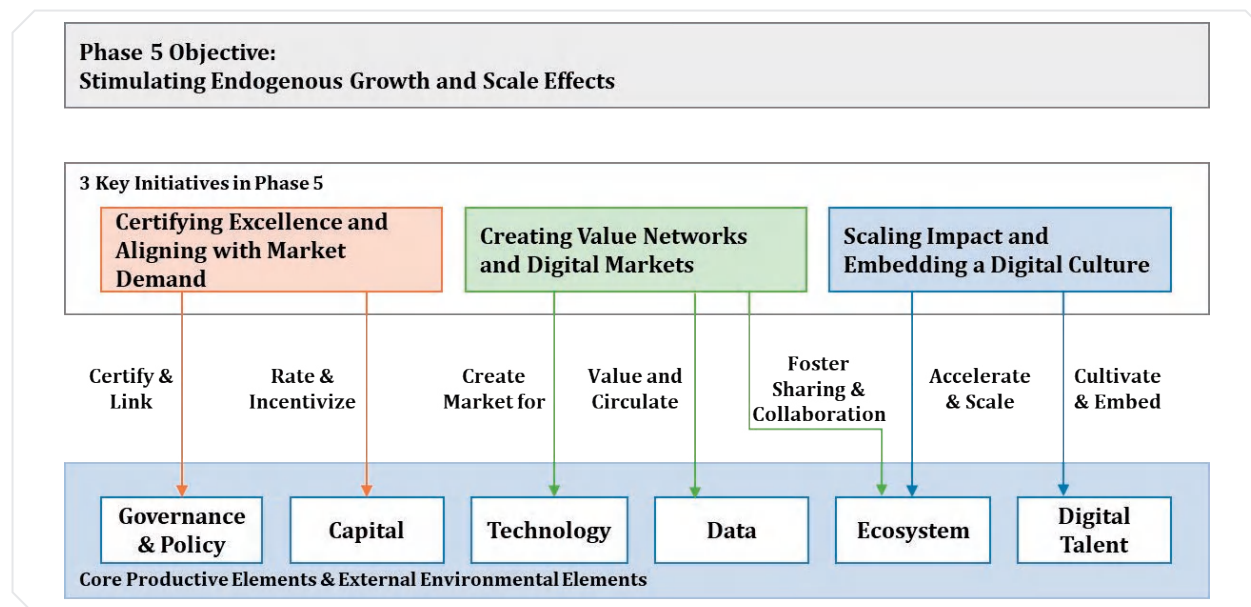 Phase 5 Objective:
Stimulating Endogenous Growth and Scale Effects
3 Key Initiatives in Phase 5
Certifying Excellence and
Aligning with Market
Demand
Creating Value Networks
and Digital Markets
Scaling Impact and
Embedding a Digital Culture
Certify &
Link
Rate &
Incentivize
Create
Market for
Value and
Circulate
Foster
Sharing &
Collaboration
Accelerate
& Scale
Cultivate
& Embed
Governance
& Policy
Capital
Technology
Data
Ecosystem
Digital
Talent
Core Productive Elements & External Environmental Elements